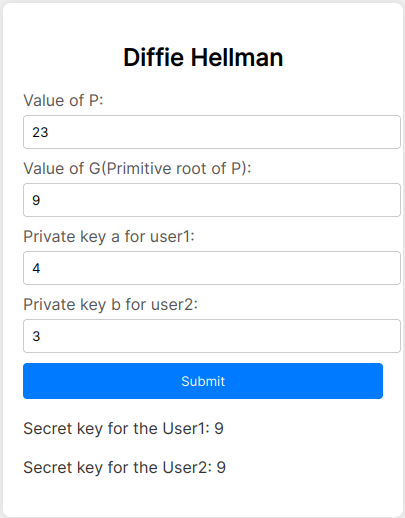 Diffie Hellman
Value of P:
23
Value of G(Primitive root of P):
9
Private key a for user1:
4
Private key b for user2:
3
Submit
Secret key for the User1: 9
Secret key for the User2: 9